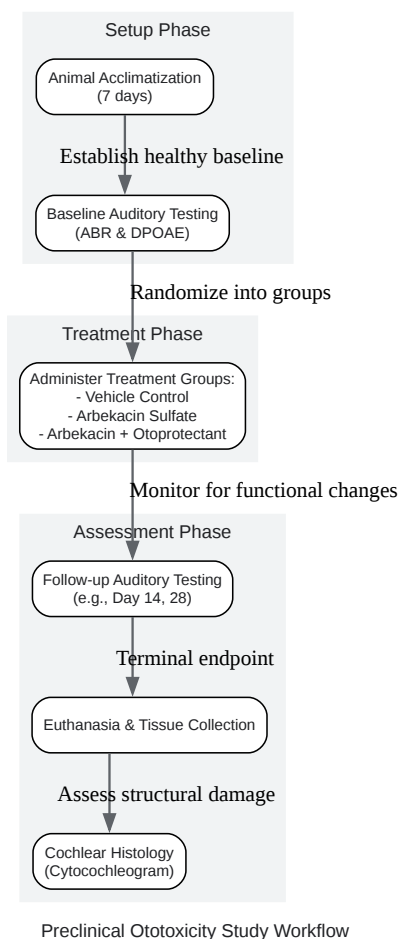 Setup Phase
Animal Acclimatization
(7 days)
Establish healthy baseline
Baseline Auditory Testing
(ABR & DPOAE)
Randomize into groups
Treatment Phase
Administer Treatment Groups:
- Vehicle Control
- Arbekacin Sulfate
- Arbekacin + Otoprotectant
Monitor for functional changes
Assessment Phase
Follow-up Auditory Testing
(e.g., Day 14, 28)
Terminal endpoint
Euthanasia & Tissue Collection
Assess structural damage
Cochlear Histology
(Cytocochleogram)
Preclinical Ototoxicity Study Workflow